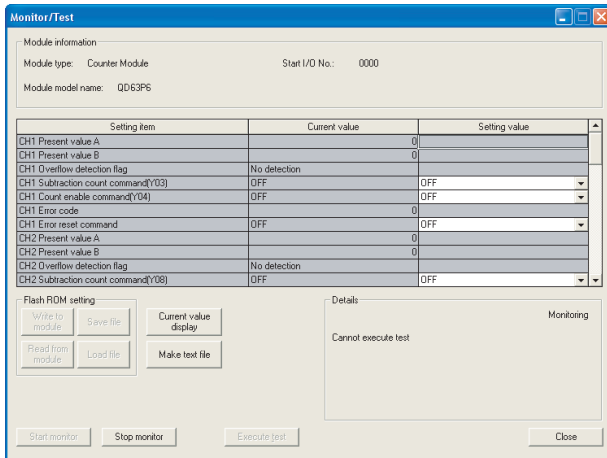 Monitor/Test
Module information
Module type: Counter Module Start I/O No.: 0000
Module model name: QD63P6
Setting item Current value Setting value
CH1 Present value A 0
CH1 Present value B 0
CH1 Overflow detection flag No detection
CH1 Subtraction count command(Y03) OFF OFF
CH1 Count enable command(Y04) OFF OFF
CH1 Error code 0
CH1 Error reset command OFF OFF
CH2 Present value A 0
CH2 Present value B 0
CH2 Overflow detection flag No detection
CH2 Subtraction count command(Y08) OFF OFF
Flash ROM setting
Write to
module
Save file
Current value
display
Read from
module
Load file
Make text file
Details
Monitoring
Cannot execute test
Start monitor Stop monitor Execute test Close